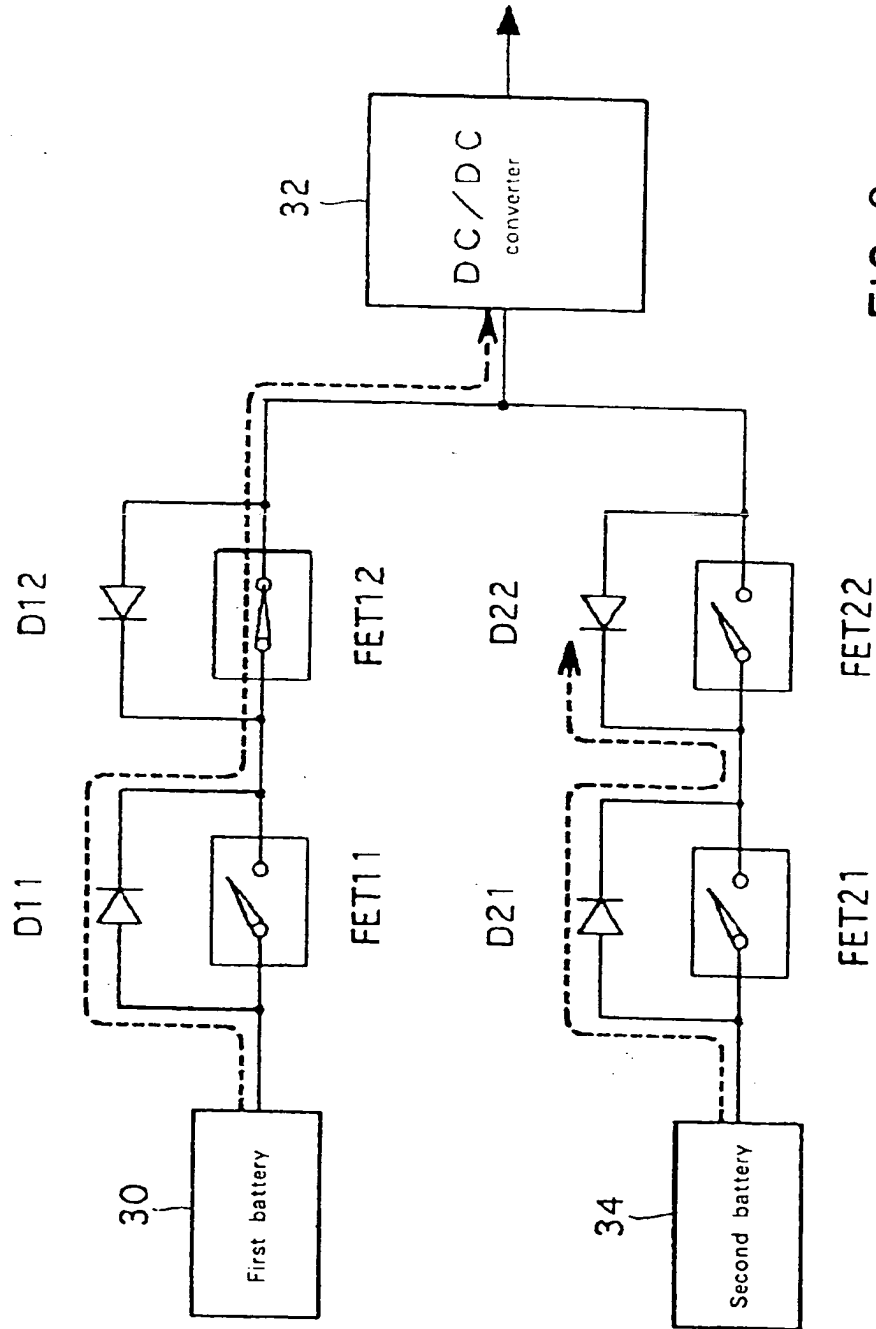 32
DC/DC
converter
D12
FET12
D11
FET11
30
First battery
D22
FET22
D21
FET21
34
Second battery